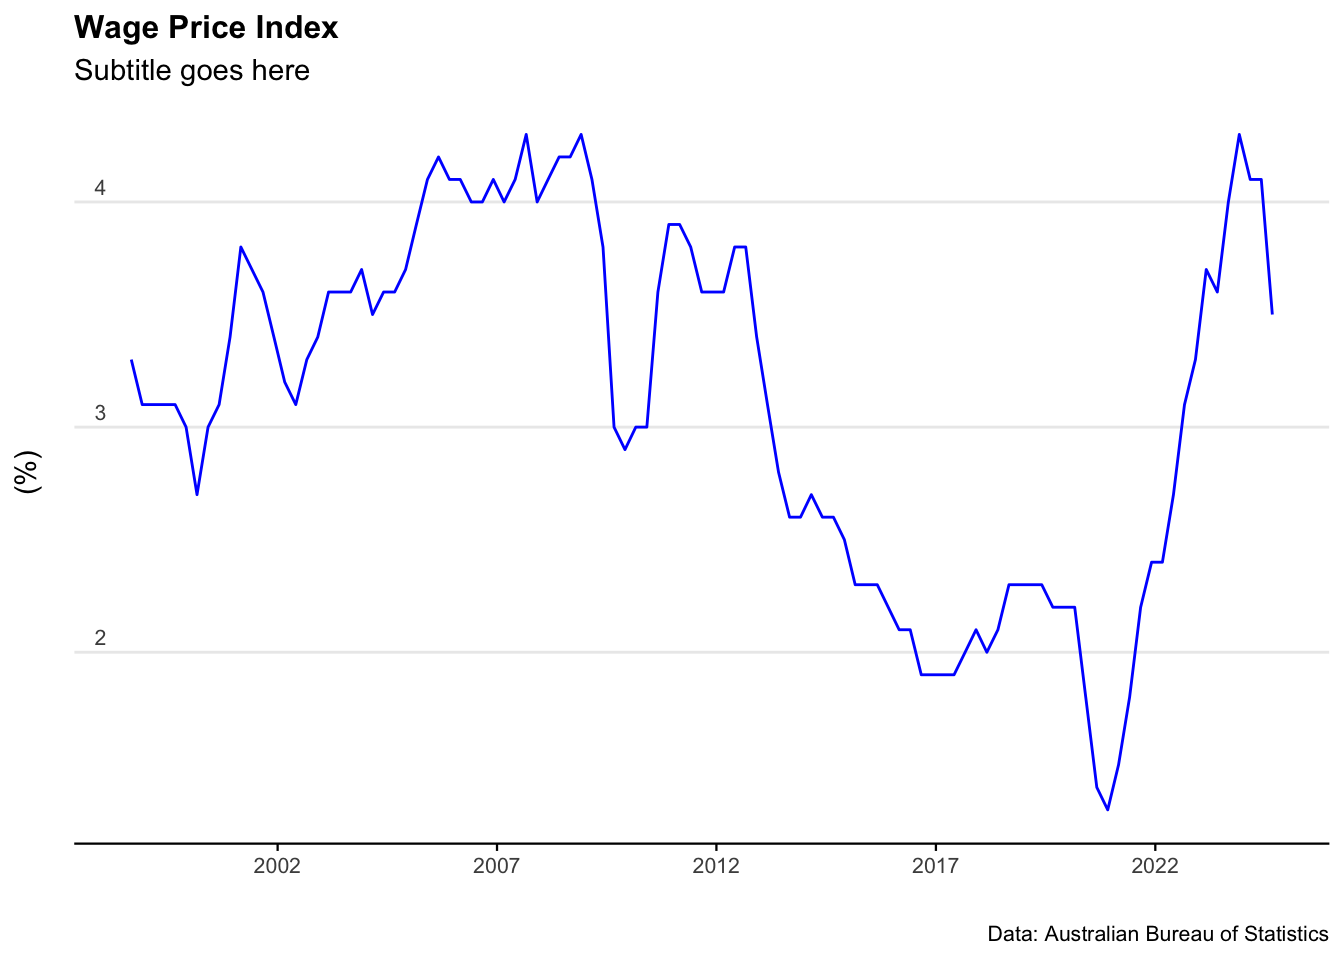 Wage Price Index
Subtitle goes here
(%)
4
3
2
2002 2007 2012 2017 2022
Data: Australian Bureau of Statistics